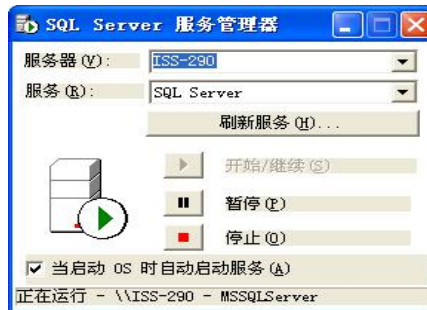 SQL Server 服务管理器
服务器(V): ISS-290
服务(R): SQL Server
刷新服务(H)...
开始/继续(S)
暂停(P)
停止(O)
当启动 OS 时自动启动服务(A)
正在运行 - \\ISS-290 - MSSQLServer